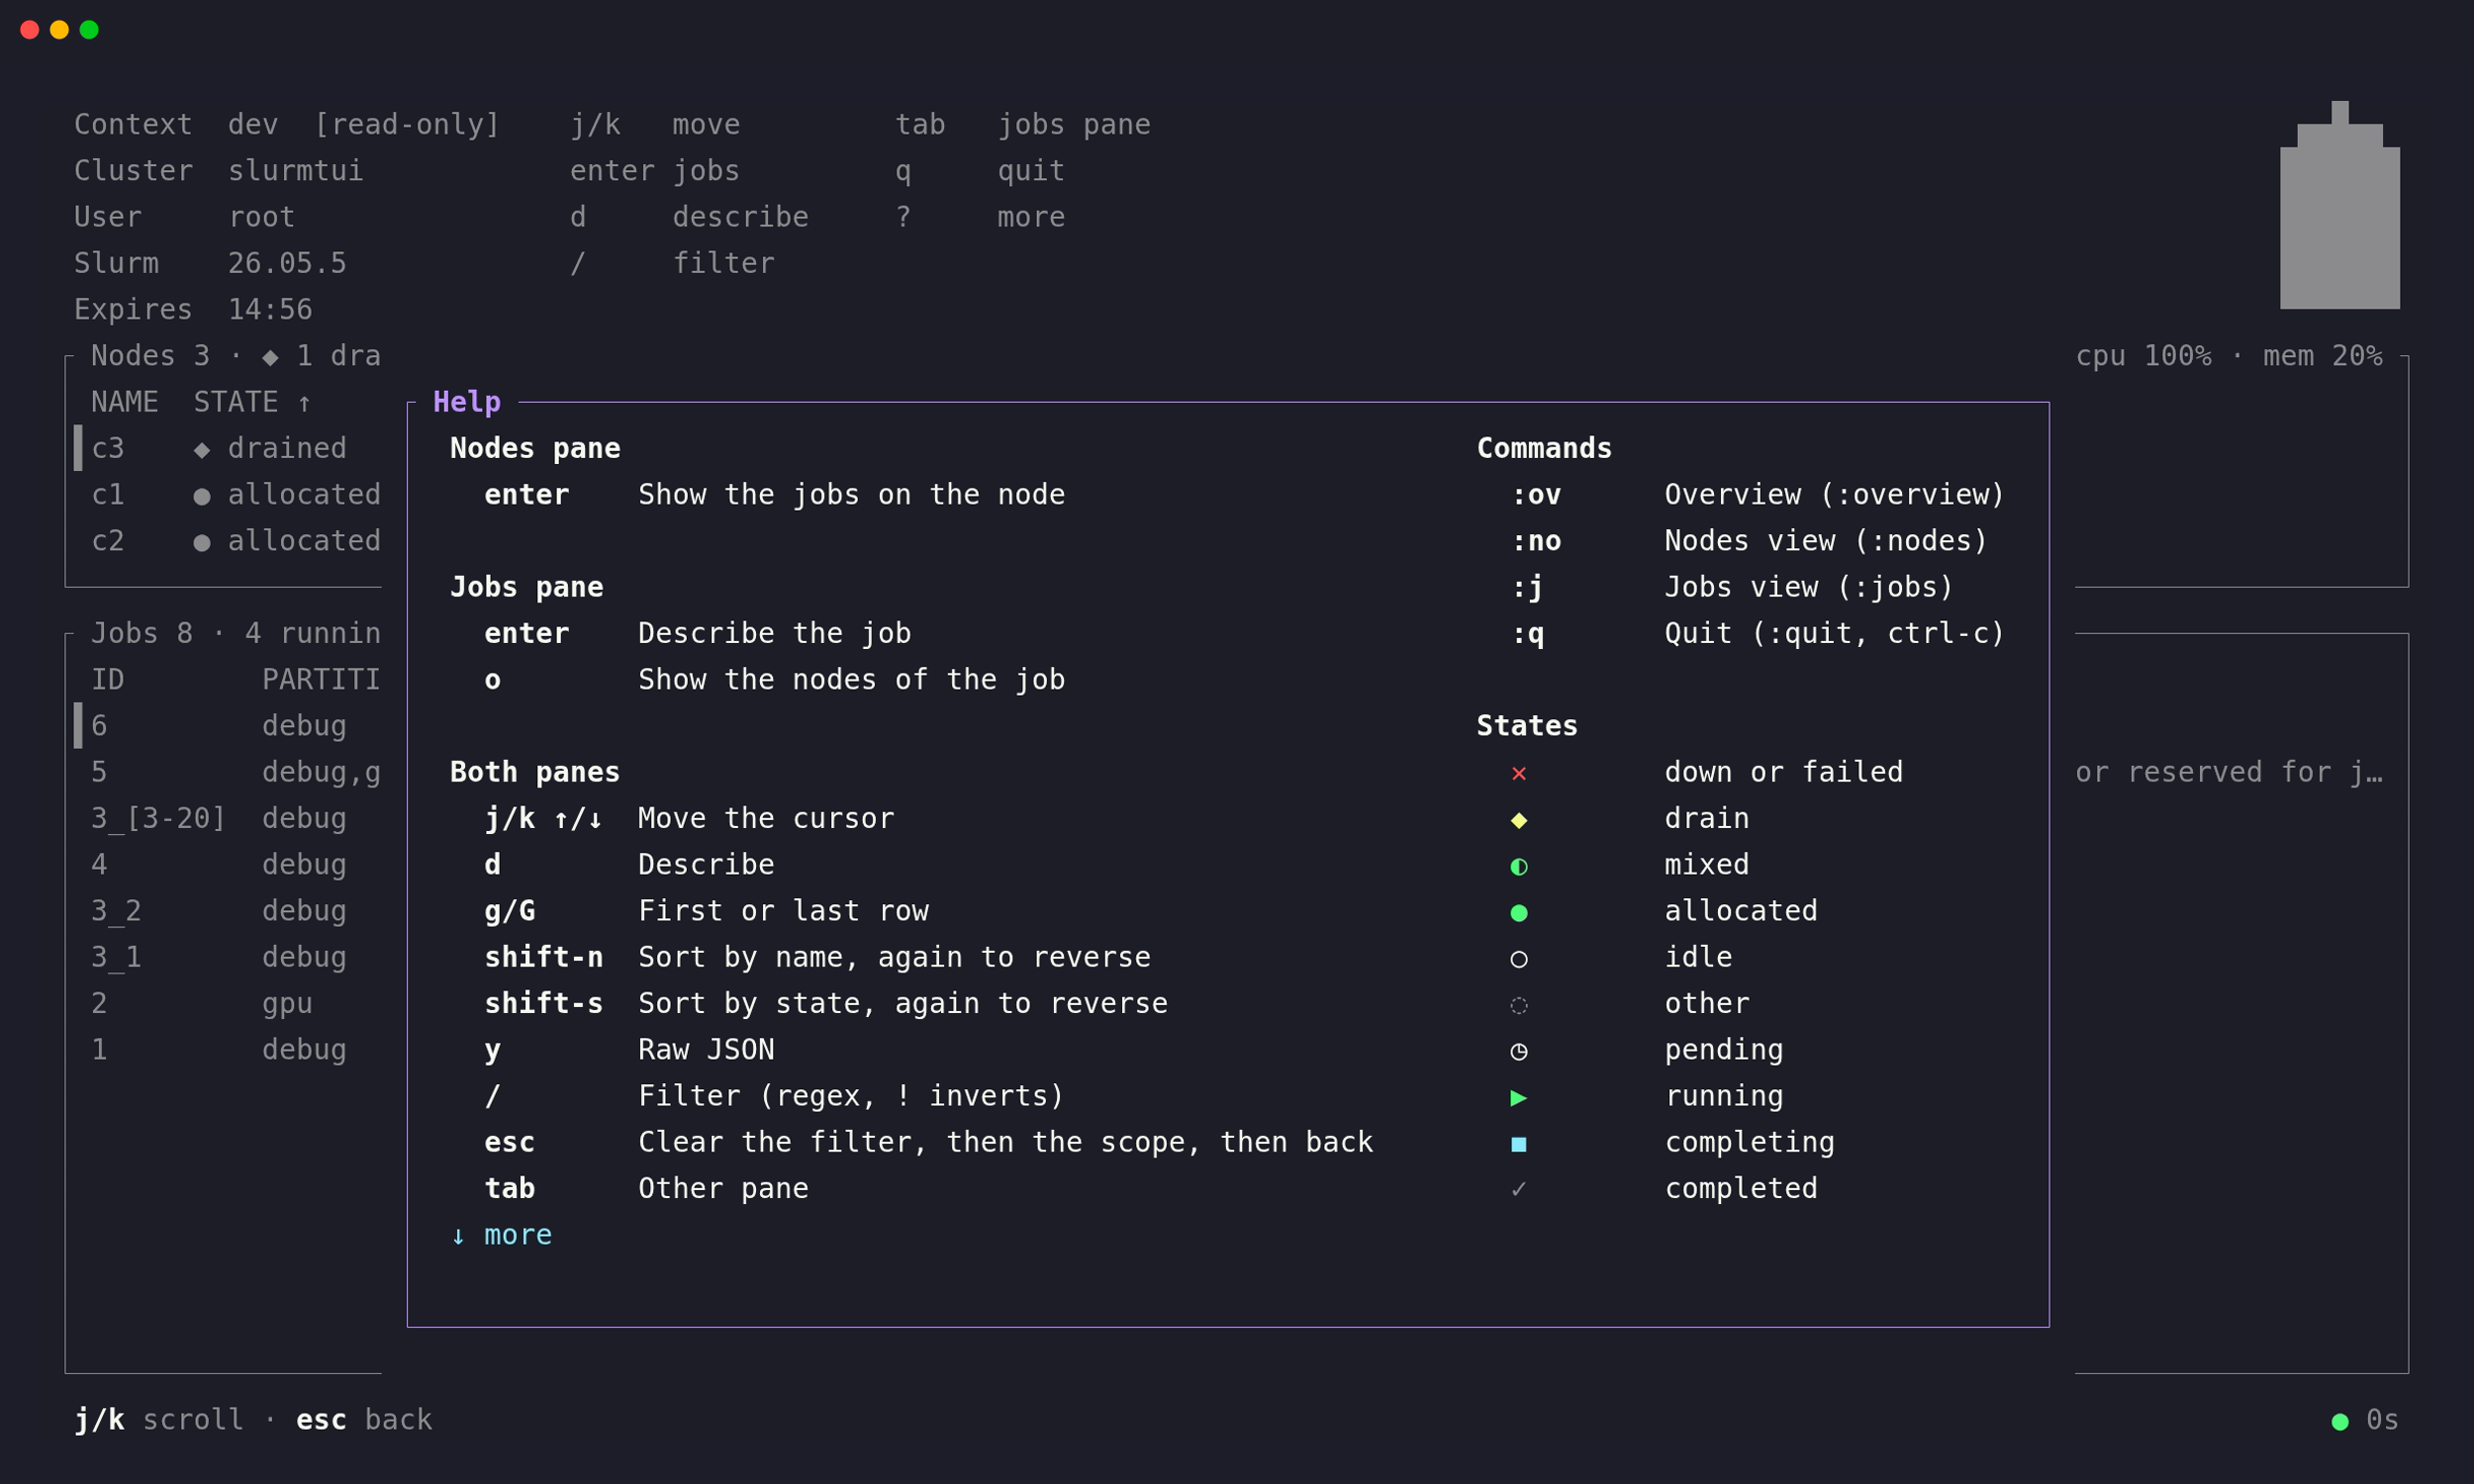 Context  dev  [read-only]    j/k   move         tab   jobs pane
Cluster  slurmtui            enter jobs         q     quit
User     root                d     describe     ?     more
Slurm    26.05.5             /     filter
Expires  14:56
Nodes 3 · ◆ 1 dra cpu 100% · mem 20%
NAME  STATE ↑
c3    ◆ drained
c1    ● allocated
c2    ● allocated
Jobs 8 · 4 runnin
ID        PARTITI
6         debug
5         debug,g or reserved for j…
3_[3-20]  debug
4         debug
3_2       debug
3_1       debug
2         gpu
1         debug
Help
Nodes pane
enter    Show the jobs on the node
Jobs pane
enter    Describe the job
o        Show the nodes of the job
Both panes
j/k ↑/↓  Move the cursor
d        Describe
g/G      First or last row
shift-n  Sort by name, again to reverse
shift-s  Sort by state, again to reverse
y        Raw JSON
/        Filter (regex, ! inverts)
esc      Clear the filter, then the scope, then back
tab      Other pane
↓ more
Commands
:ov      Overview (:overview)
:no      Nodes view (:nodes)
:j       Jobs view (:jobs)
:q       Quit (:quit, ctrl-c)
States
✕        down or failed
◆        drain
◐        mixed
●        allocated
○        idle
◌        other
◷        pending
▶        running
■        completing
✓        completed
j/k scroll · esc back ● 0s